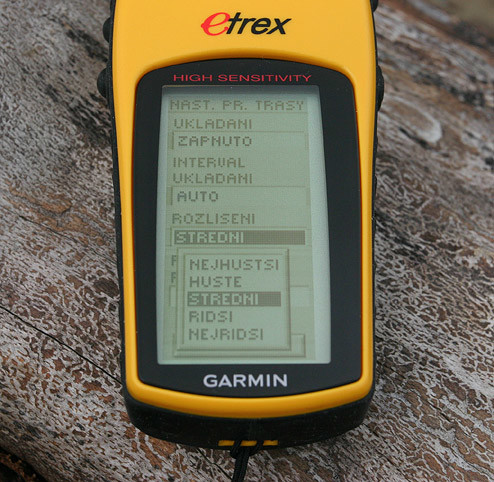 etrex
HIGH SENSITIVITY
NAST. PR. TRASY
UKLADANI
ZAPNUTO
INTERVAL
UKLADANI
AUTO
ROZLISENI
STREDNI
NEJHUSTSI
HUSTE
STREDNI
RIDSI
NEJRIDSI
GARMIN